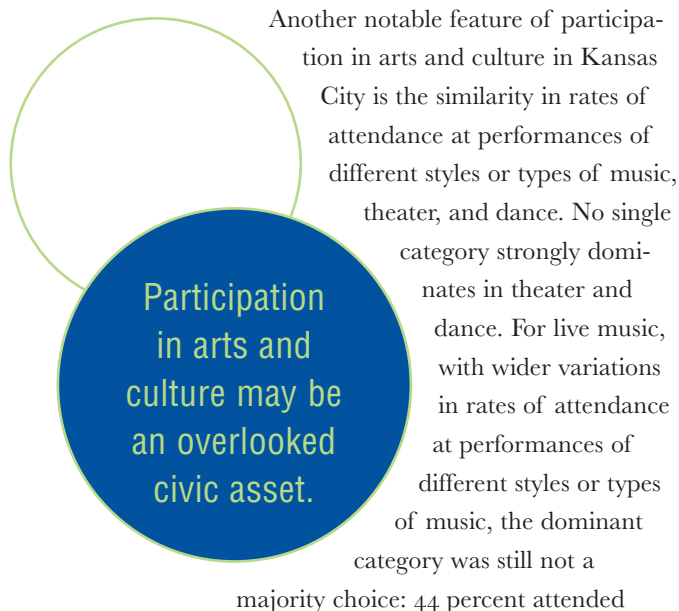 Another notable feature of participa-
tion in arts and culture in Kansas
City is the similarity in rates of
attendance at performances of
different styles or types of music,
theater, and dance. No single
category strongly domi-
nates in theater and
dance. For live music,
with wider variations
in rates of attendance
at performances of
different styles or types
of music, the dominant
category was still not a
majority choice: 44 percent attended
Participation
in arts and
culture may be
an overlooked
civic asset.